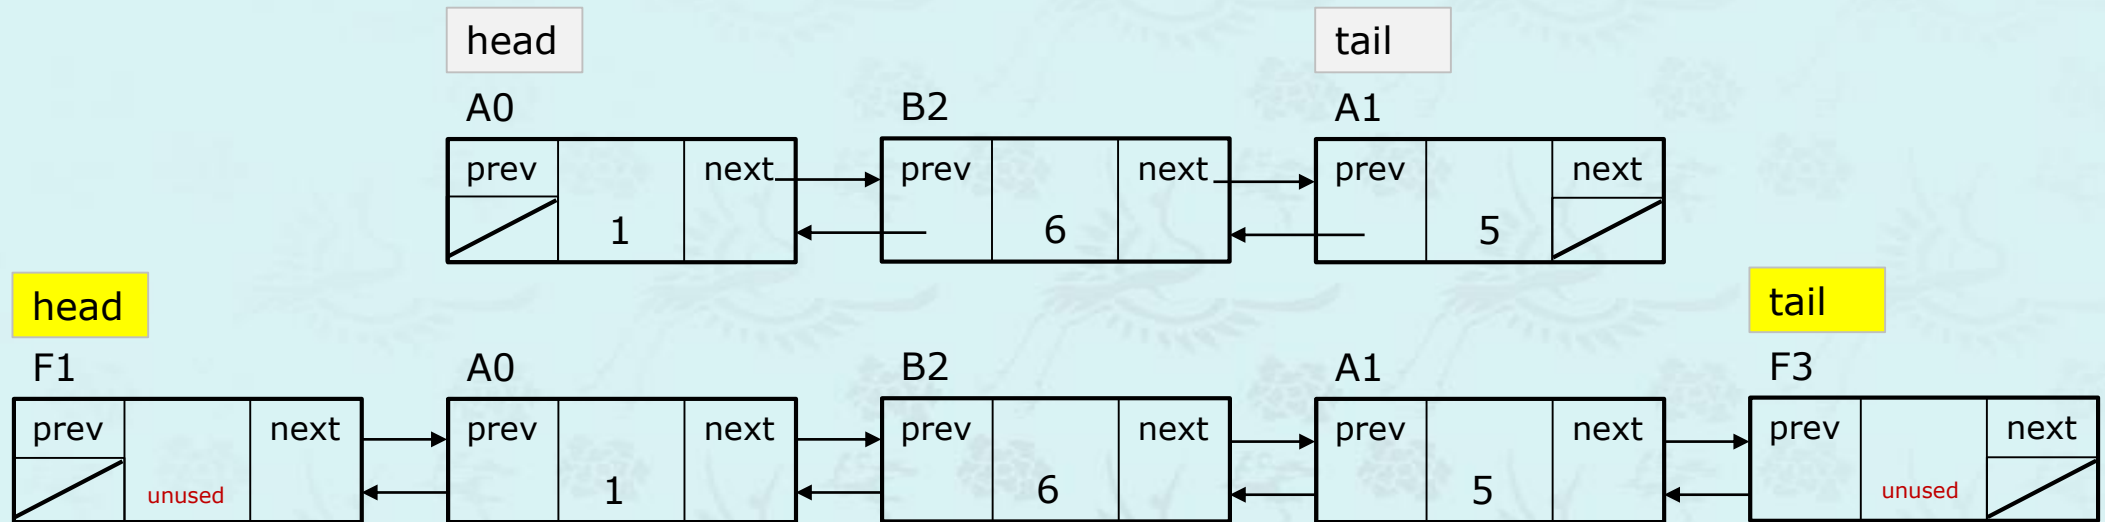 head tail
A0 B2 A1
prev next prev next prev next
1 6 5
head tail
F1 A0 B2 A1 F3
prev next prev next prev next prev next prev next
unused 1 6 5 unused